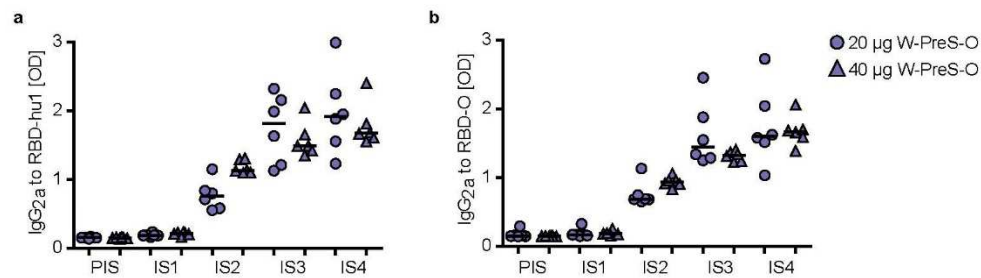 a
IgG2a to RBD-hu1 [OD]
3
2
1
0
PIS IS1 IS2 IS3 IS4
b
IgG2a to RBD-O [OD]
3
2
1
0
PIS IS1 IS2 IS3 IS4
20 µg W-PreS-O
40 µg W-PreS-O